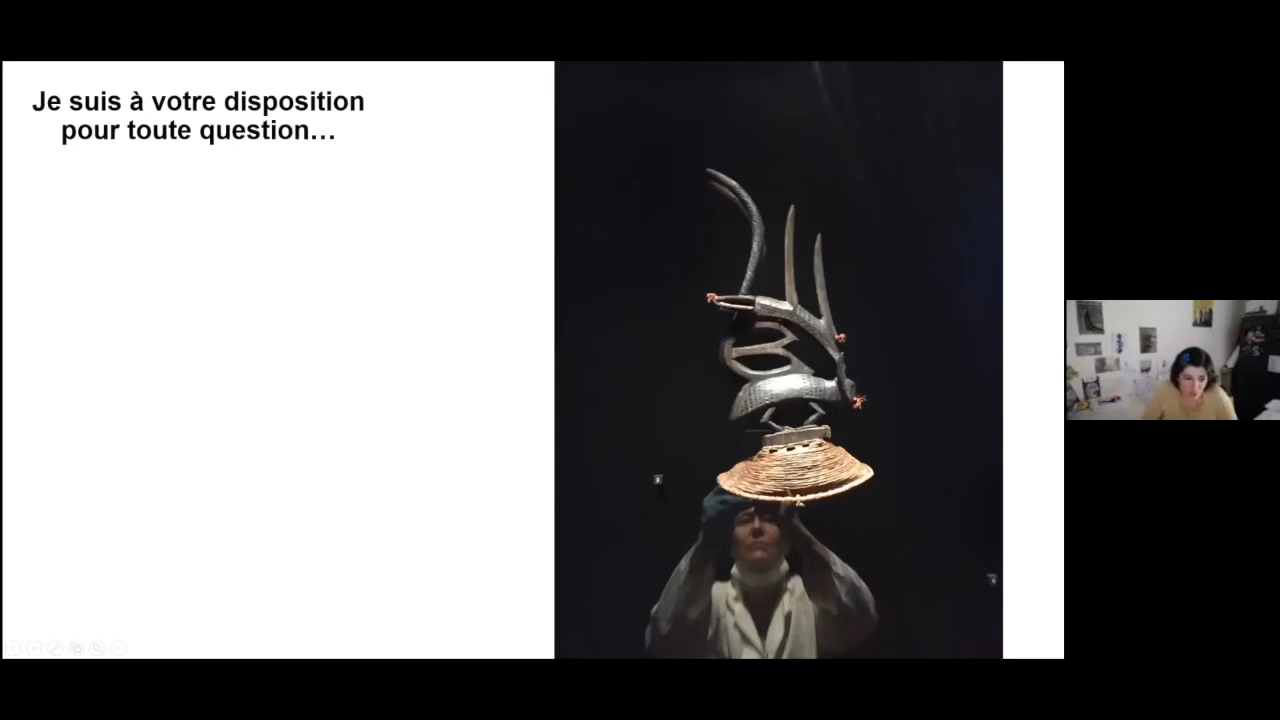 Je suis à votre disposition
pour toute question…